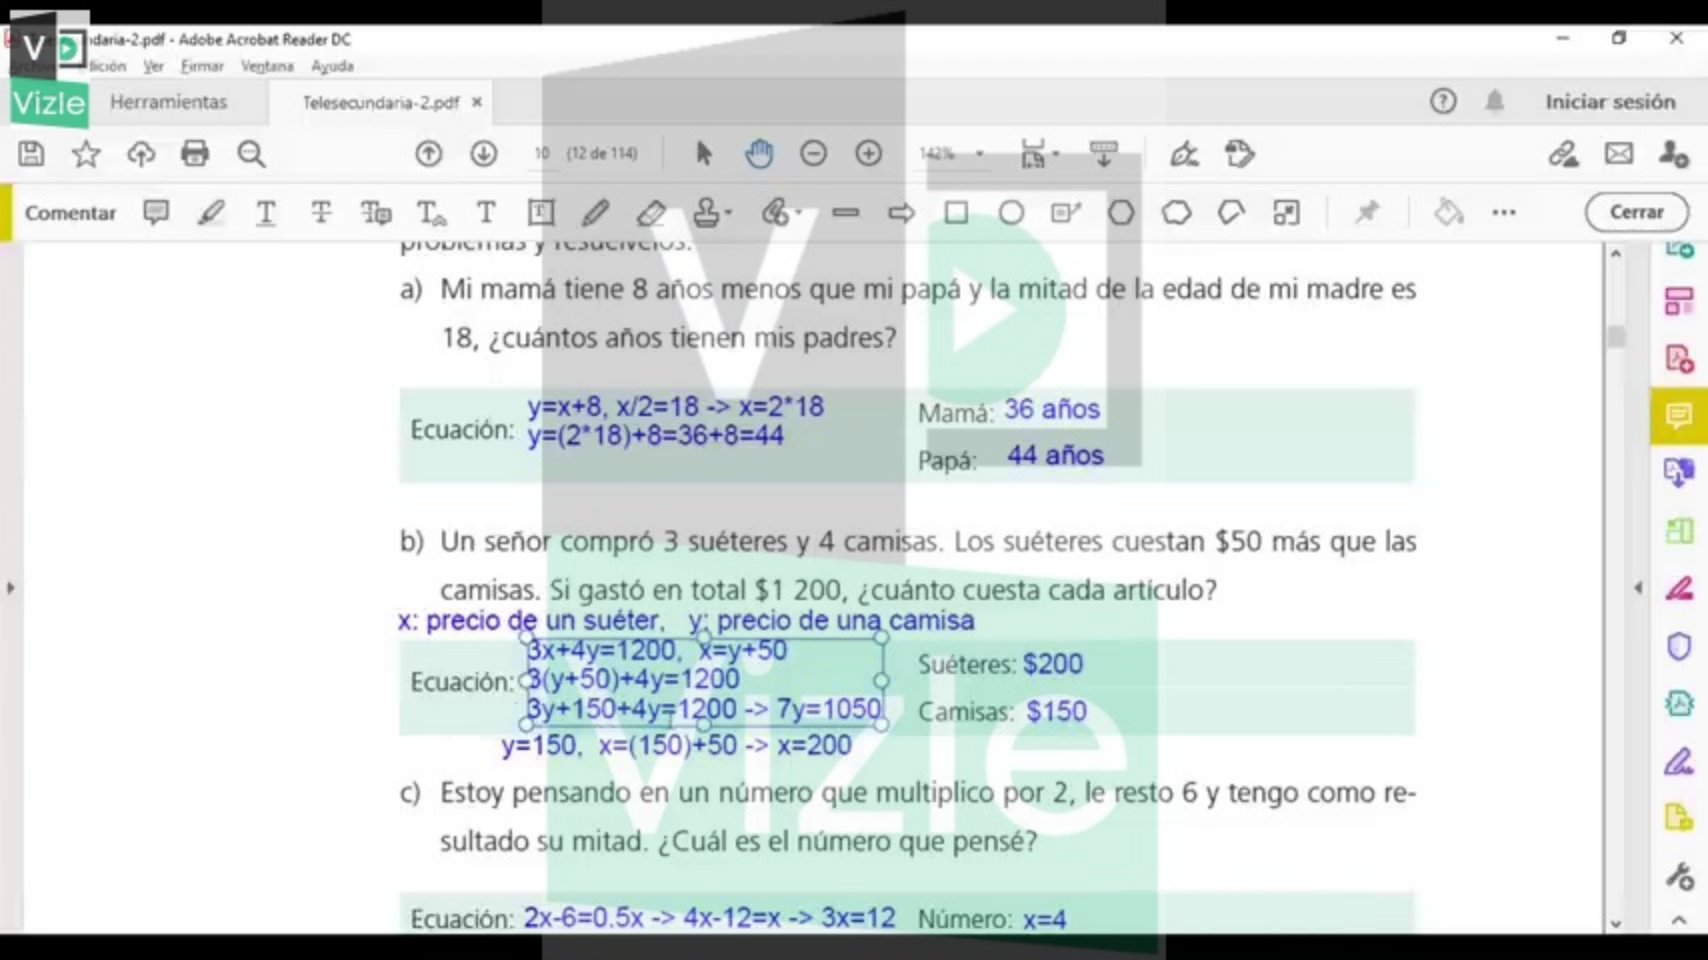 Telesecundaria-2.pdf - Adobe Acrobat Reader DC
Edición Ver Firmar Ventana Ayuda
Vizle
Herramientas Telesecundaria-2.pdf × Iniciar sesión
10 (12 de 114) 142%
Comentar Cerrar
problemas y resuélvelos.
a) Mi mamá tiene 8 años menos que mi papá y la mitad de la edad de mi madre es
18, ¿cuántos años tienen mis padres?
y=x+8, x/2=18 -> x=2*18 Mamá: 36 años
Ecuación: y=(2*18)+8=36+8=44
Papá: 44 años
b) Un señor compró 3 suéteres y 4 camisas. Los suéteres cuestan $50 más que las
camisas. Si gastó en total $1 200, ¿cuánto cuesta cada artículo?
x: precio de un suéter, y: precio de una camisa
3x+4y=1200, x=y+50 Suéteres: $200
Ecuación: 3(y+50)+4y=1200
3y+150+4y=1200 -> 7y=1050 Camisas: $150
y=150, x=(150)+50 -> x=200
c) Estoy pensando en un número que multiplico por 2, le resto 6 y tengo como re-
sultado su mitad. ¿Cuál es el número que pensé?
Ecuación: 2x-6=0.5x -> 4x-12=x -> 3x=12 Número: x=4
Vizle